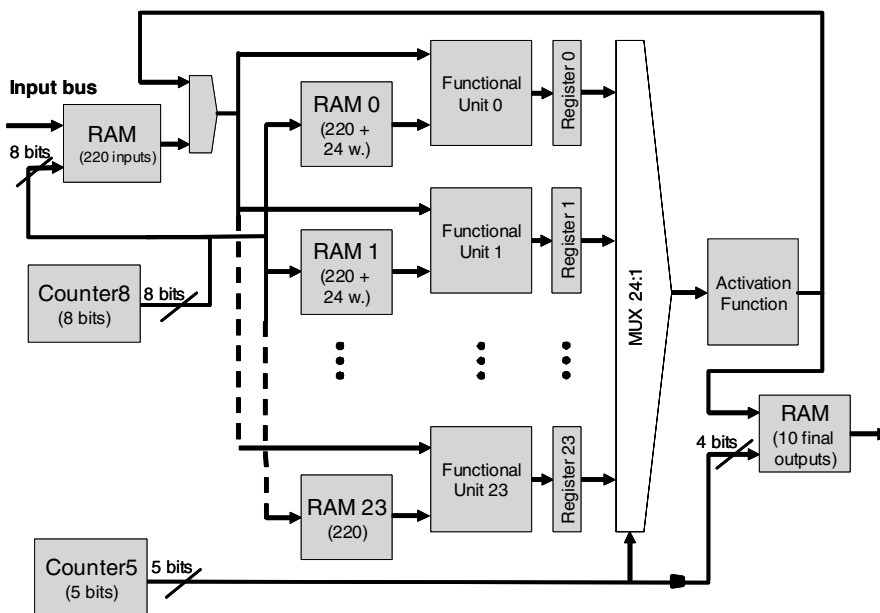 Input bus
RAM
(220 inputs)
8 bits
Counter8
(8 bits)
8 bits
RAM 0
(220 +
24 w.)
Functional
Unit 0
Register 0
RAM 1
(220 +
24 w.)
Functional
Unit 1
Register 1
RAM 23
(220)
Functional
Unit 23
Register 23
MUX 24:1
Activation
Function
RAM
(10 final
outputs)
4 bits
Counter5
(5 bits)
5 bits